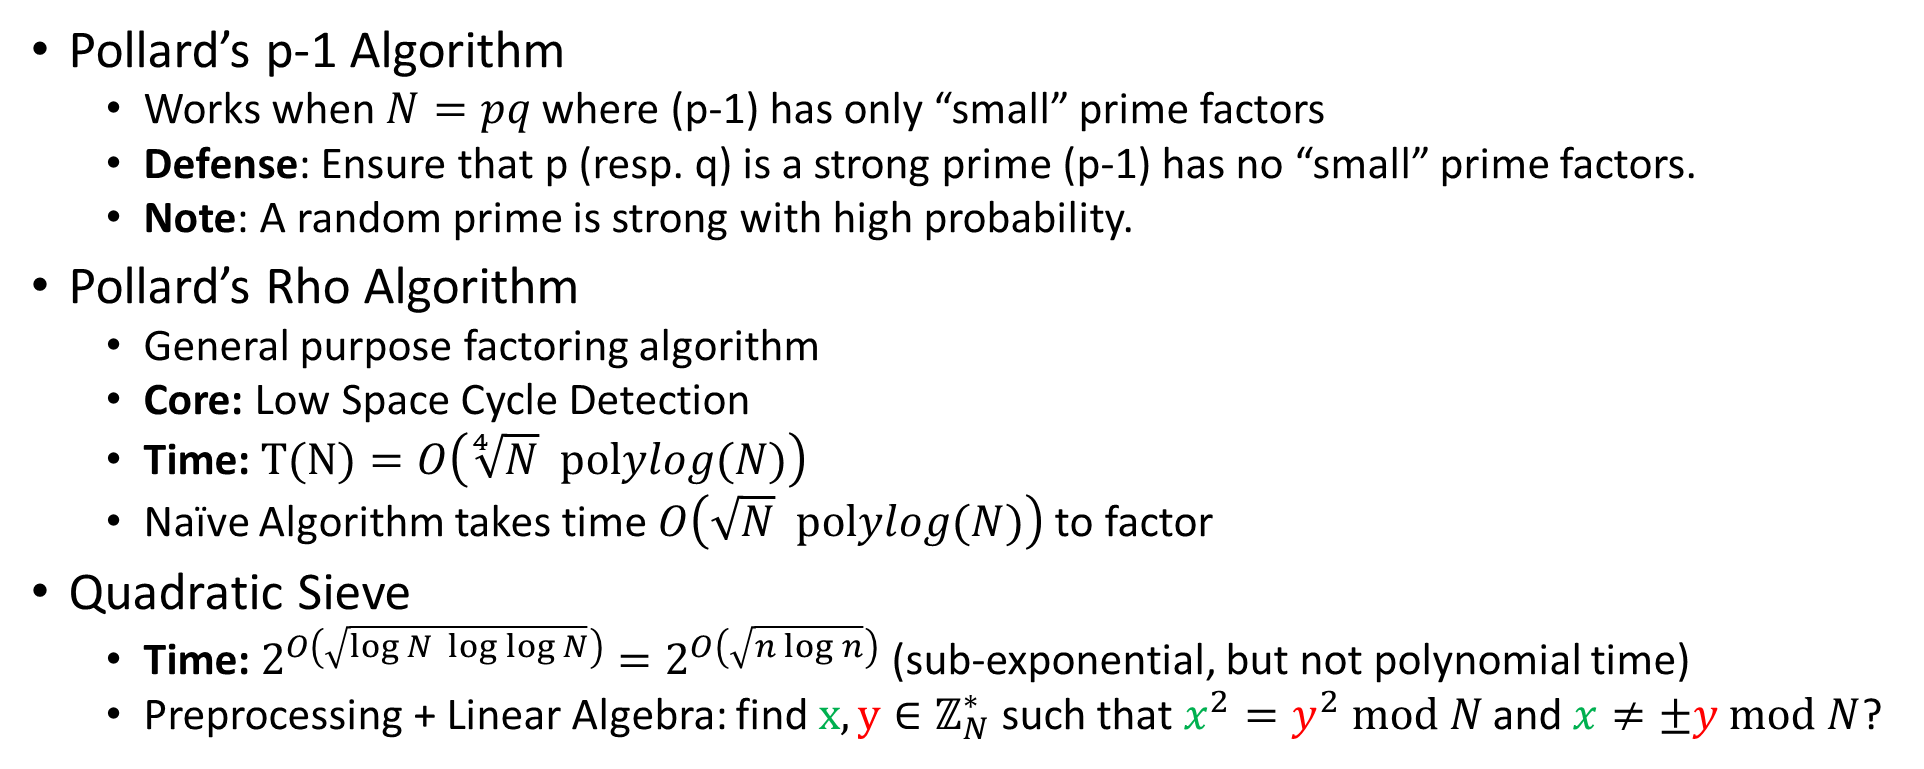 • Pollard’s p-1 Algorithm
• Works when N = pq where (p-1) has only “small” prime factors
• Defense: Ensure that p (resp. q) is a strong prime (p-1) has no “small” prime factors.
• Note: A random prime is strong with high probability.
• Pollard’s Rho Algorithm
• General purpose factoring algorithm
• Core: Low Space Cycle Detection
• Time: T(N) = O(∜N polylog(N))
• Naïve Algorithm takes time O(√N polylog(N)) to factor
• Quadratic Sieve
• Time: 2^O(√(log N log log N)) = 2^O(√(n log n)) (sub-exponential, but not polynomial time)
• Preprocessing + Linear Algebra: find x, y ∈ ℤ*_N such that x² = y² mod N and x ≠ ±y mod N?